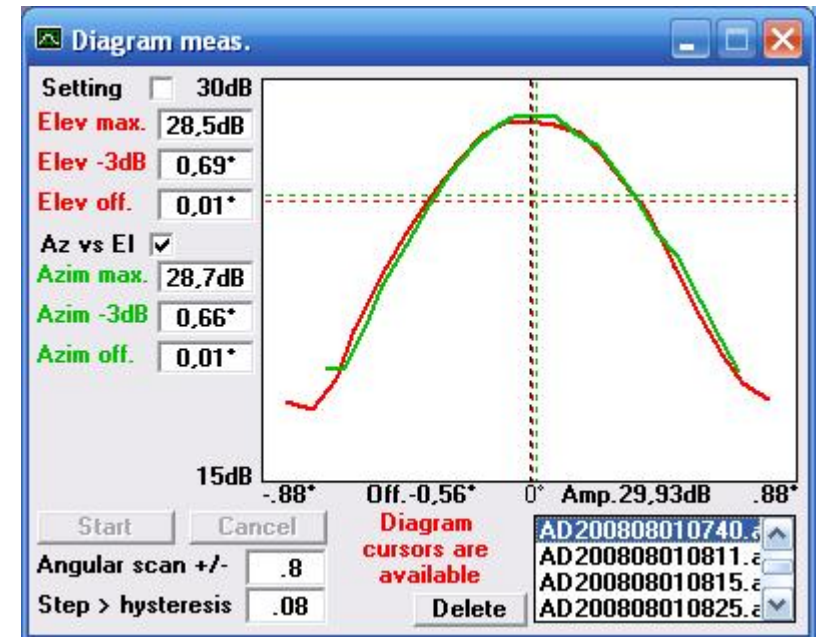 Diagram meas.
Setting 30dB
Elev max. 28,5dB
Elev -3dB 0,69°
Elev off. 0,01°
Az vs El
Azim max. 28,7dB
Azim -3dB 0,66°
Azim off. 0,01°
15dB
-.88° Off.-0,56° 0° Amp.29,93dB .88°
Start Cancel
Diagram
cursors are
available
AD200808010740.a
AD200808010811.a
AD200808010815.a
AD200808010825.a
Angular scan +/- .8
Step > hysteresis .08
Delete